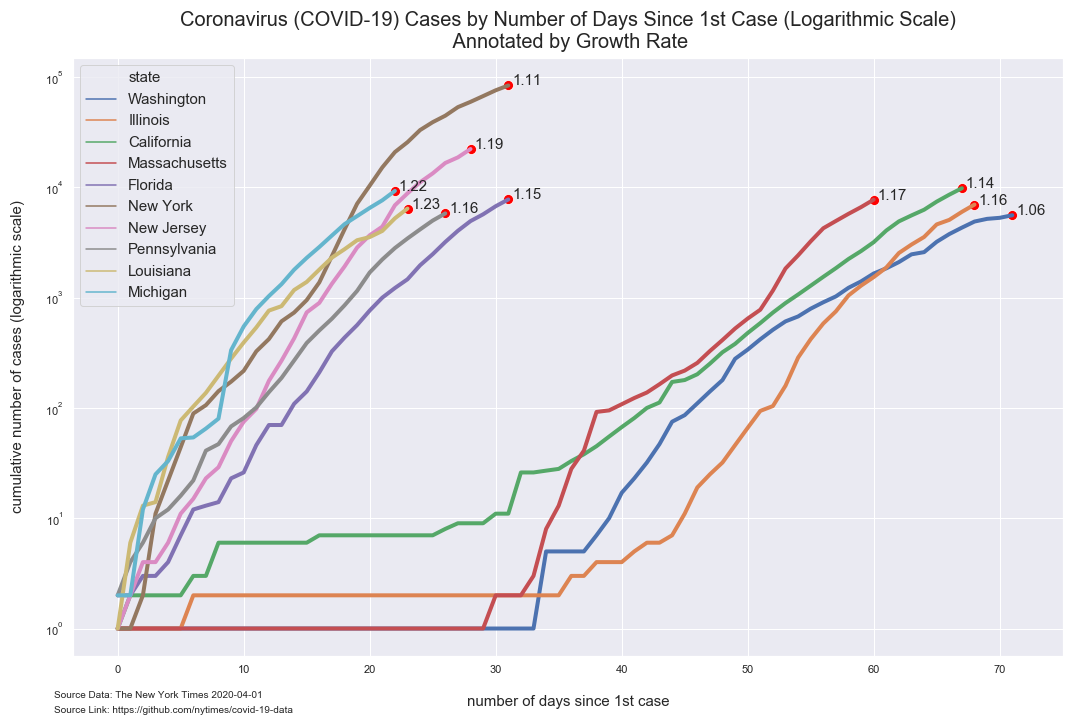 Coronavirus (COVID-19) Cases by Number of Days Since 1st Case (Logarithmic Scale)
Annotated by Growth Rate
cumulative number of cases (logarithmic scale)
10⁵
10⁴
10³
10²
10¹
10⁰
state
Washington
Illinois
California
Massachusetts
Florida
New York
New Jersey
Pennsylvania
Louisiana
Michigan
1.11
1.19
1.22
1.23
1.16
1.15
1.17
1.14
1.16
1.06
0
10
20
30
40
50
60
70
number of days since 1st case
Source Data: The New York Times 2020-04-01
Source Link: https://github.com/nytimes/covid-19-data